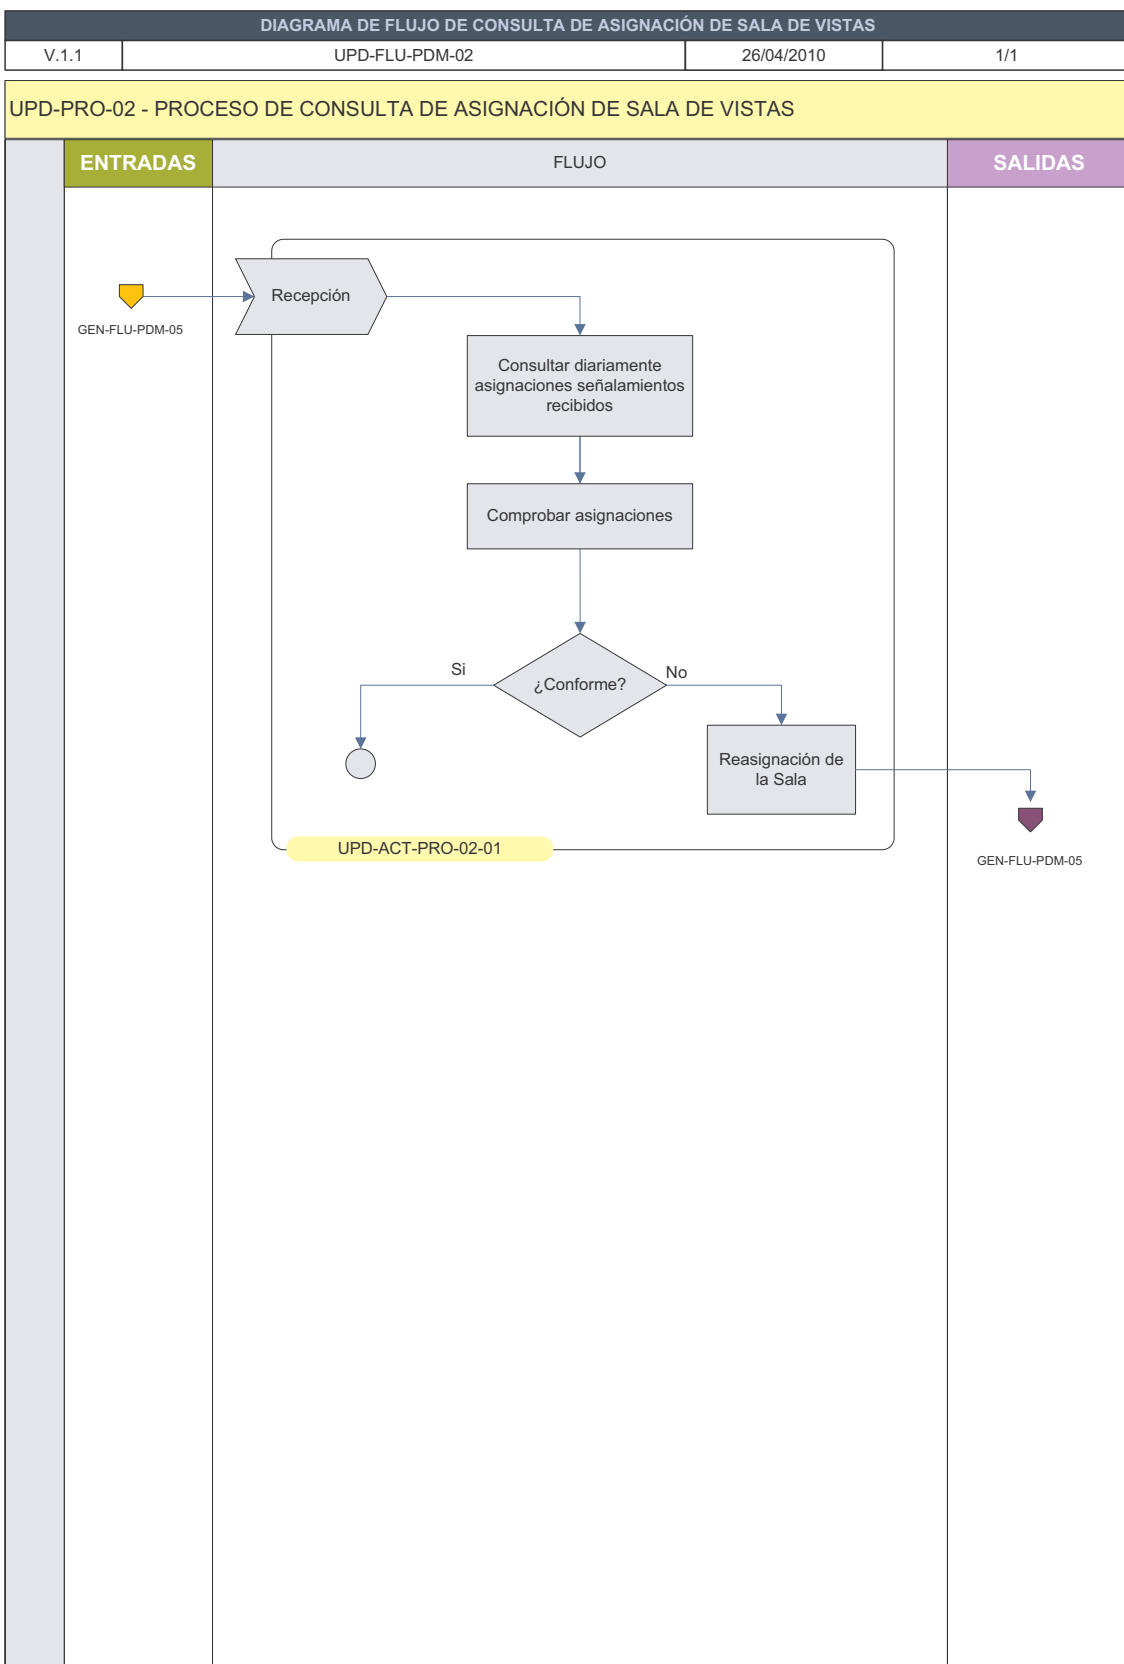 DIAGRAMA DE FLUJO DE CONSULTA DE ASIGNACIÓN DE SALA DE VISTAS
V.1.1
UPD-FLU-PDM-02
26/04/2010
1/1
UPD-PRO-02 - PROCESO DE CONSULTA DE ASIGNACIÓN DE SALA DE VISTAS
ENTRADAS
FLUJO
SALIDAS
Recepción
GEN-FLU-PDM-05
Consultar diariamente
asignaciones señalamientos
recibidos
Comprobar asignaciones
Si
¿Conforme?
No
Reasignación de
la Sala
UPD-ACT-PRO-02-01
GEN-FLU-PDM-05